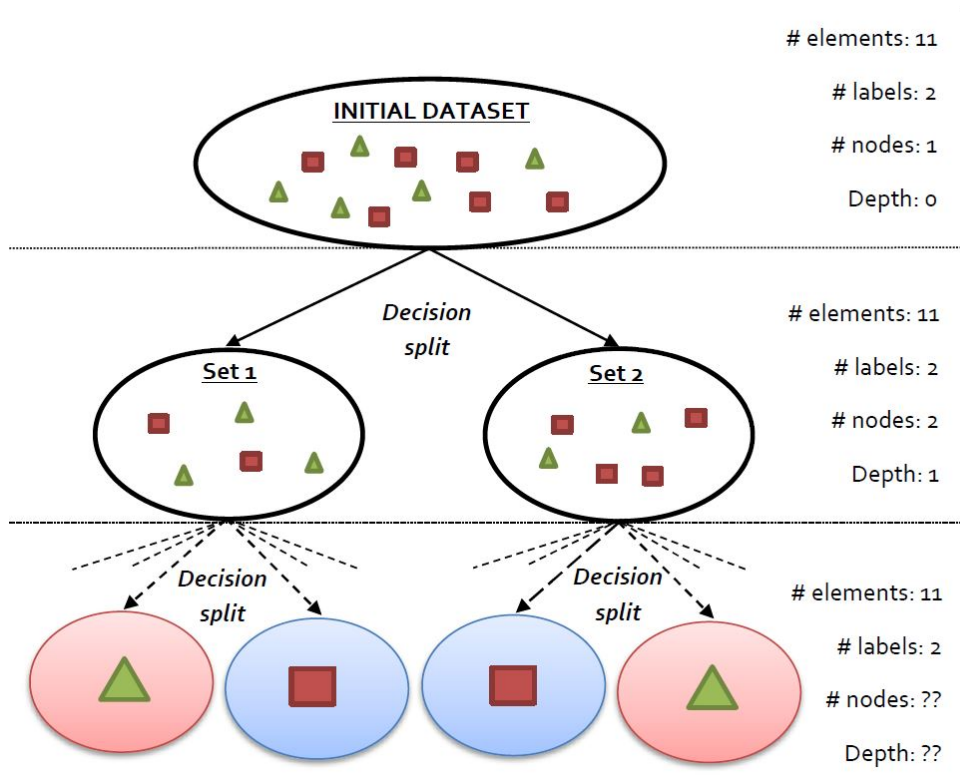 # elements: 11
# labels: 2
# nodes: 1
Depth: 0
INITIAL DATASET
Decision
split
# elements: 11
# labels: 2
# nodes: 2
Depth: 1
Set 1
Set 2
Decision
split
Decision
split
# elements: 11
# labels: 2
# nodes: ??
Depth: ??